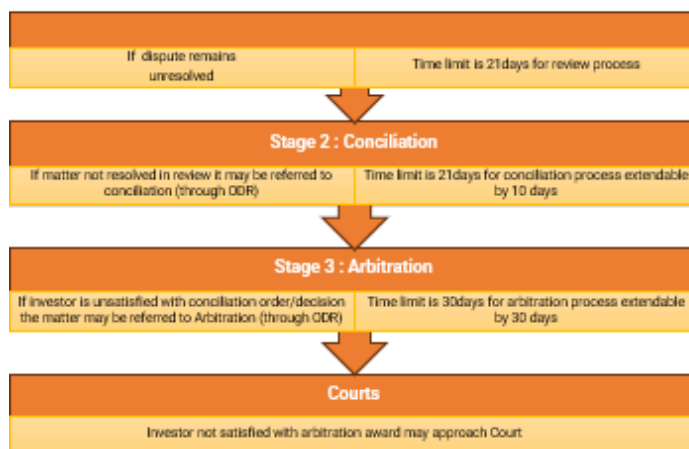 If dispute remains
unresolved
Time limit is 21days for review process
Stage 2 : Conciliation
If matter not resolved in review it may be referred to
conciliation (through ODR)
Time limit is 21days for conciliation process extendable
by 10 days
Stage 3 : Arbitration
If investor is unsatisfied with conciliation order/decision
the matter may be referred to Arbitration (through ODR)
Time limit is 30days for arbitration process extendable
by 30 days
Courts
Investor not satisfied with arbitration award may approach Court